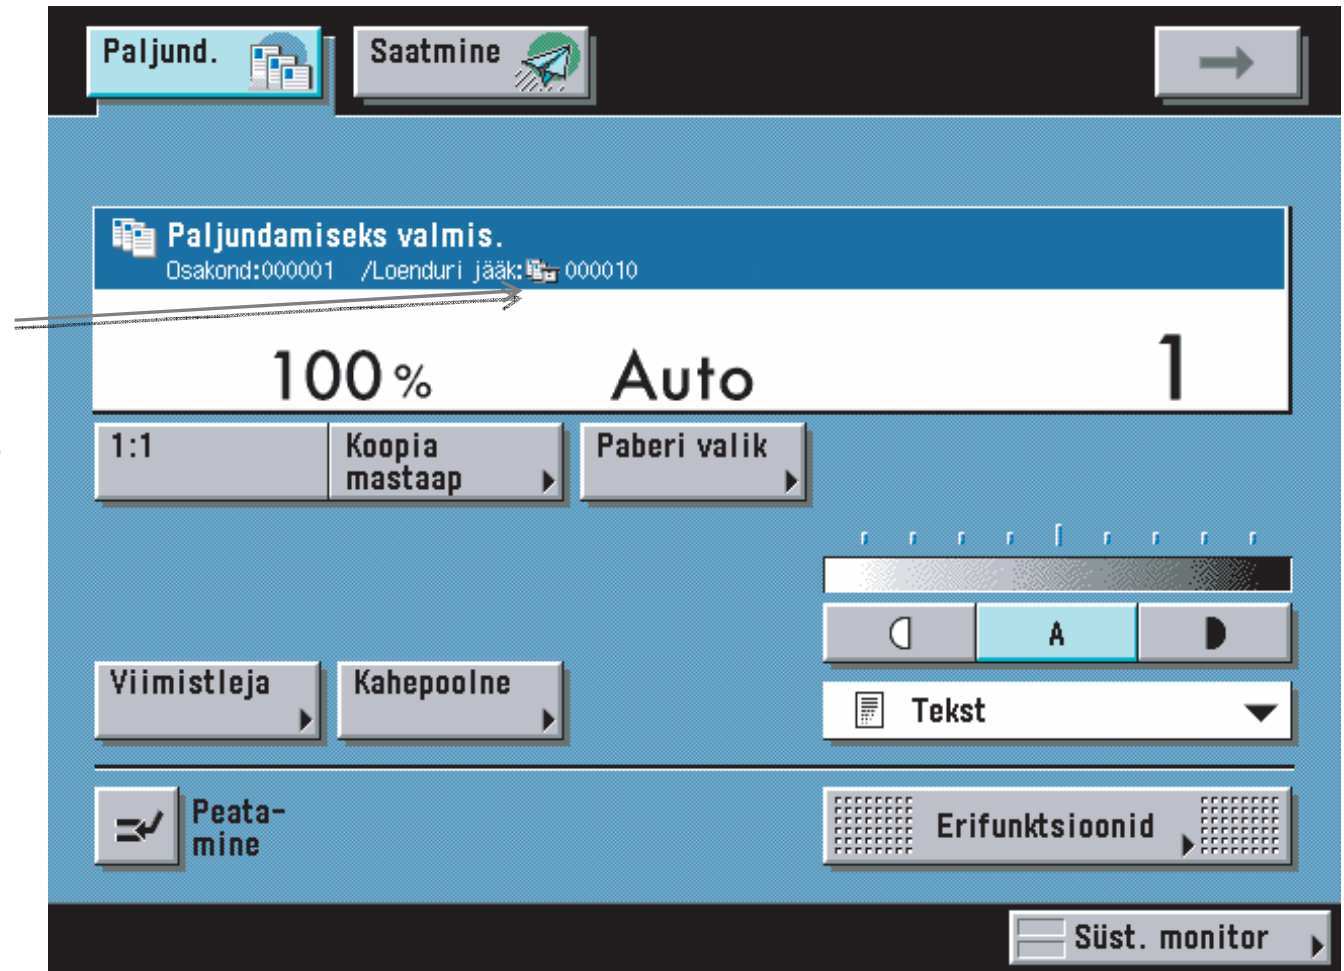 Paljund.
Saatmine
Paljundamiseks valmis.
Osakond:000001 /Loenduri jääk: 000010
100 % Auto 1
1:1
Koopia
mastaap
Paberi valik
A
Viimistleja
Kahepoolne
Tekst
Peata-
mine
Erifunktsioonid
Süst. monitor